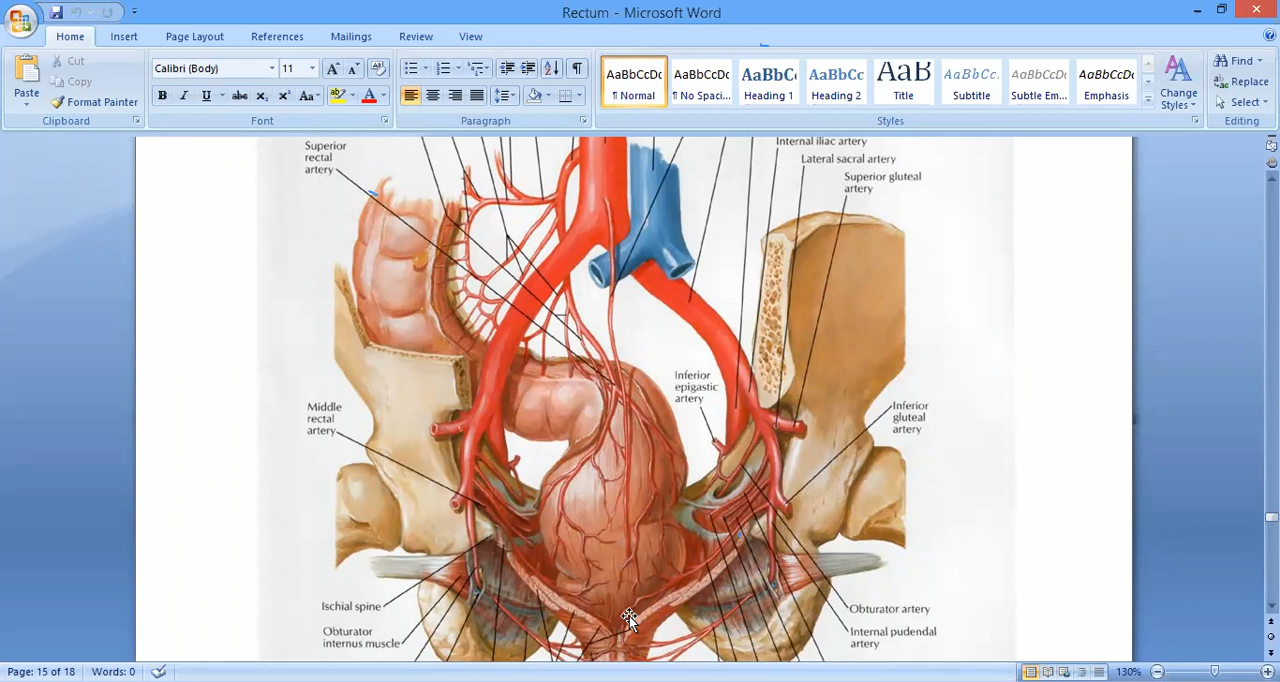 Rectum - Microsoft Word
Home Insert Page Layout References Mailings Review View
Paste
Cut
Copy
Format Painter
Clipboard
Calibri (Body) 11
Font
Paragraph
AaBbCcDc AaBbCcDc AaBbC AaBbCc AaB AaBbCc. AaBbCcDc AaBbCcDc
¶ Normal ¶ No Spaci... Heading 1 Heading 2 Title Subtitle Subtle Em... Emphasis
Styles
Change
Styles
Find
Replace
Select
Editing
Superior
rectal
artery
Internal iliac artery
Lateral sacral artery
Superior gluteal
artery
Inferior
epigastic
artery
Middle
rectal
artery
Inferior
gluteal
artery
Ischial spine
Obturator
internus muscle
Obturator artery
Internal pudendal
artery
Page: 15 of 18 Words: 0 130%